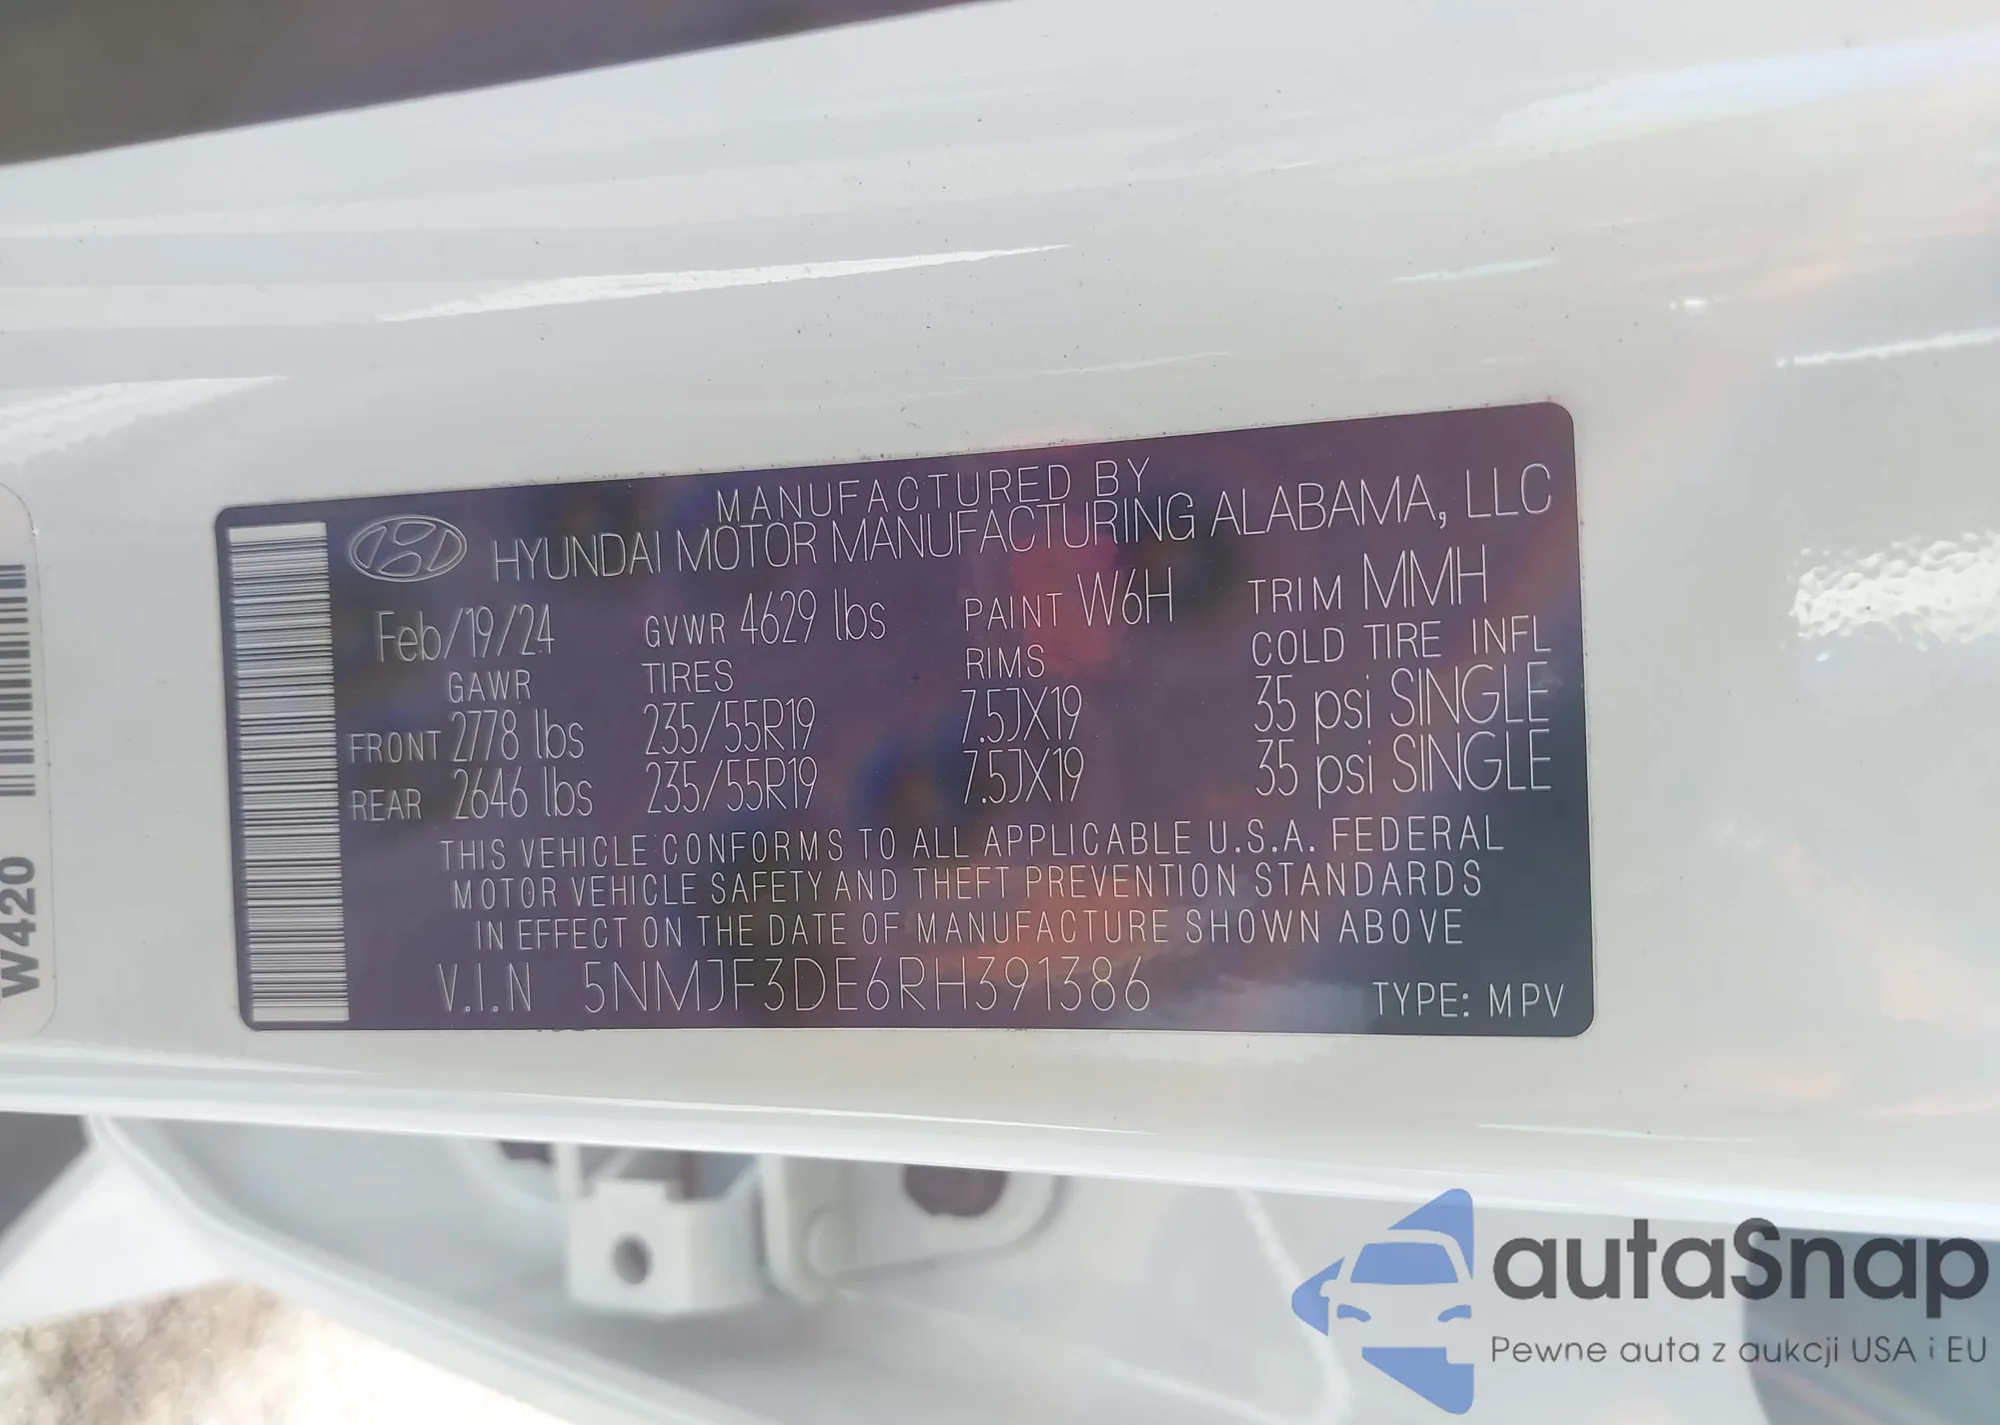 MANUFACTURED BY
HYUNDAI MOTOR MANUFACTURING ALABAMA, LLC
Feb/19/24 GVWR 4629 lbs PAINT W6H TRIM MMH
GAWR TIRES RIMS COLD TIRE INFL
FRONT 2778 lbs 235/55R19 7.5JX19 35 psi SINGLE
REAR 2646 lbs 235/55R19 7.5JX19 35 psi SINGLE
THIS VEHICLE CONFORMS TO ALL APPLICABLE U.S.A. FEDERAL
MOTOR VEHICLE SAFETY AND THEFT PREVENTION STANDARDS
IN EFFECT ON THE DATE OF MANUFACTURE SHOWN ABOVE
V.I.N 5NMJF3DE6RH391386 TYPE: MPV
W420
autaSnap
Pewne auta z aukcji USA i EU